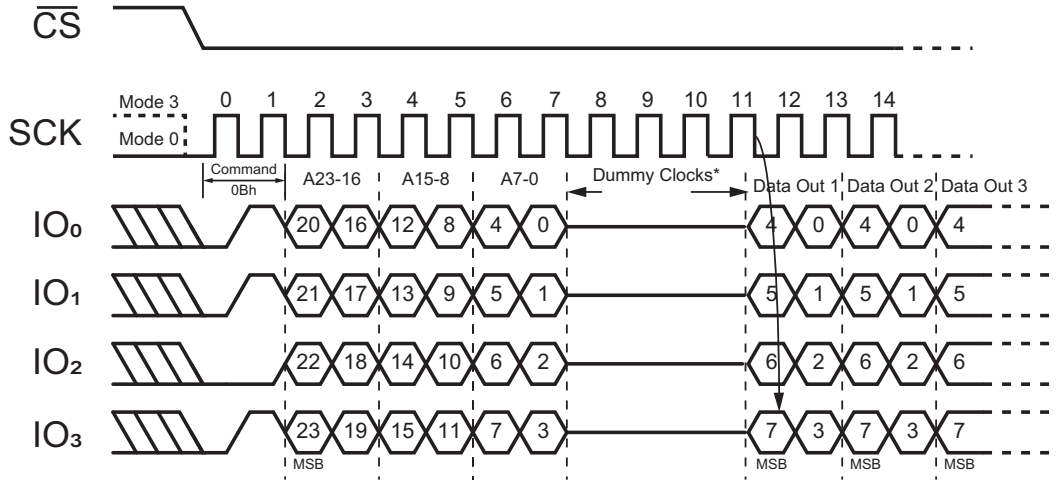 CS
Mode 3
0 1 2 3 4 5 6 7 8 9 10 11 12 13 14
SCK
Mode 0
Command
0Bh
A23-16 A15-8 A7-0 Dummy Clocks* Data Out 1 Data Out 2 Data Out 3
IO₀ 20 16 12 8 4 0 4 0 4 0 4
IO₁ 21 17 13 9 5 1 5 1 5 1 5
IO₂ 22 18 14 10 6 2 6 2 6 2 6
IO₃ 23 19 15 11 7 3 7 3 7 3 7
MSB MSB MSB MSB